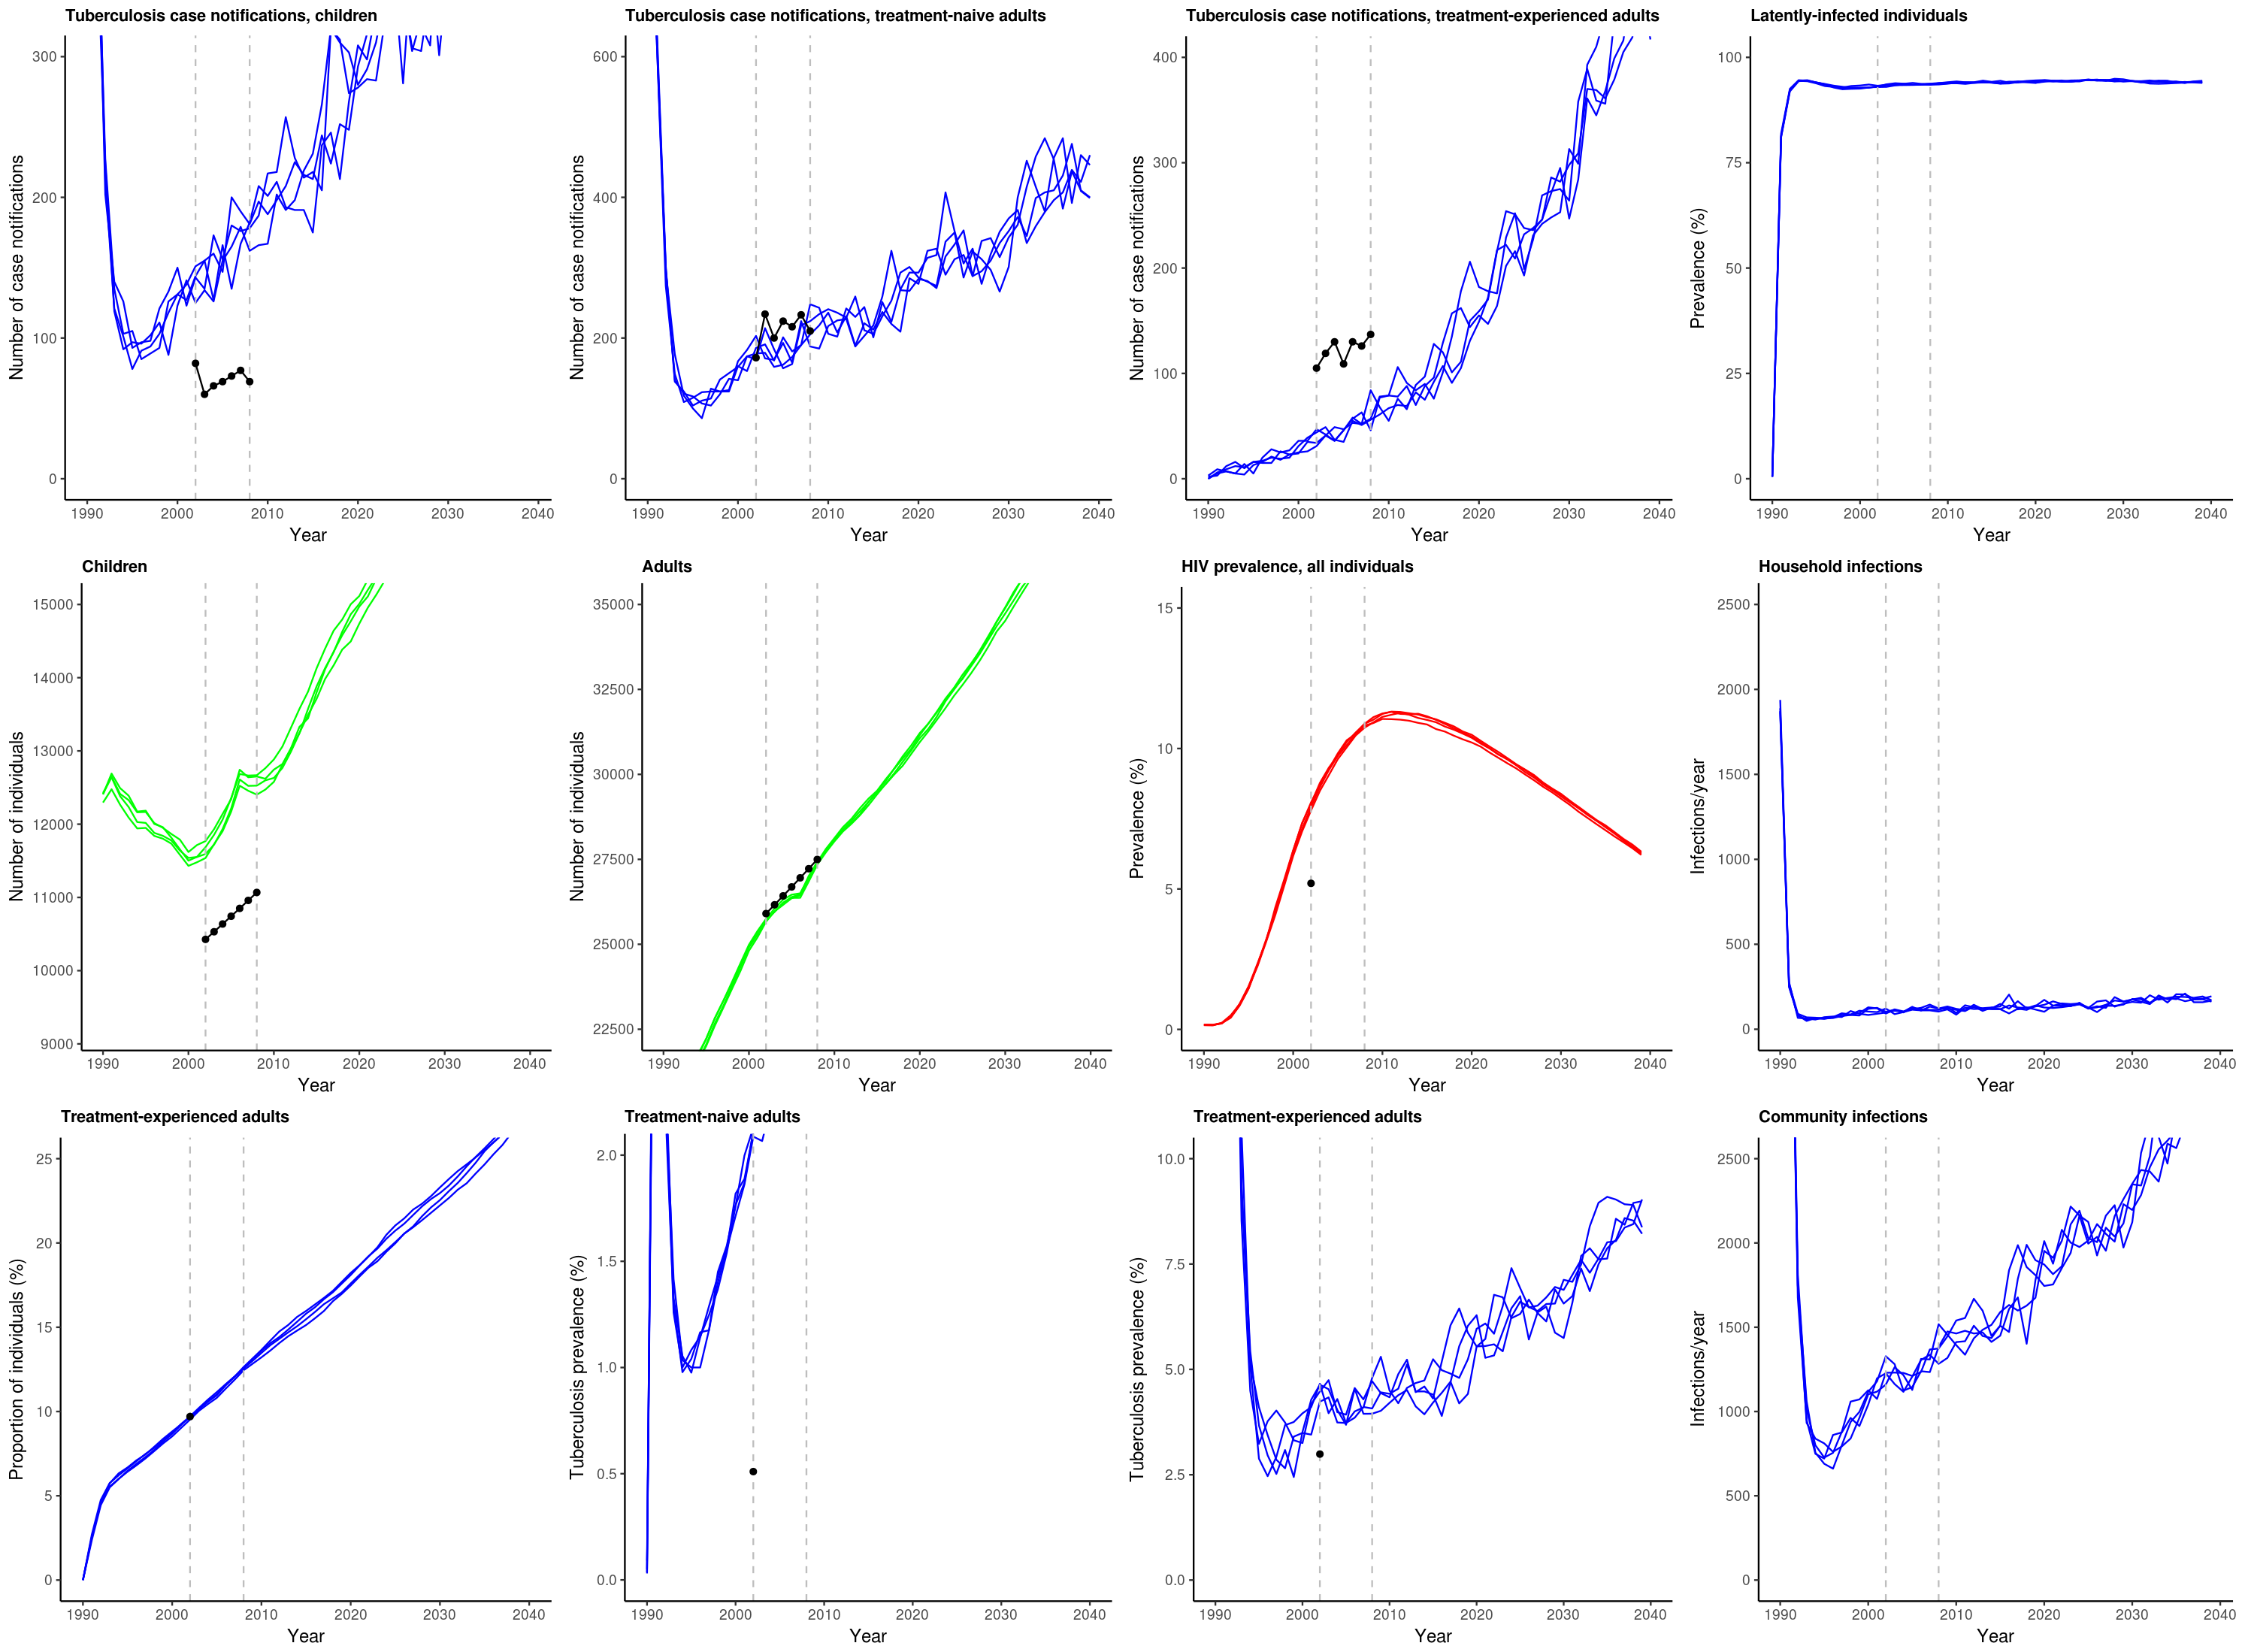 Tuberculosis case notifications, children
300
200
100
0
Number of case notifications
1990 2000 2010 2020 2030 2040
Year
Tuberculosis case notifications, treatment-naive adults
600
400
200
0
Number of case notifications
1990 2000 2010 2020 2030 2040
Year
Tuberculosis case notifications, treatment-experienced adults
400
300
200
100
0
Number of case notifications
1990 2000 2010 2020 2030 2040
Year
Latently-infected individuals
100
75
50
25
0
Prevalence (%)
1990 2000 2010 2020 2030 2040
Year
Children
15000
14000
13000
12000
11000
10000
9000
Number of individuals
1990 2000 2010 2020 2030 2040
Year
Adults
35000
32500
30000
27500
25000
22500
Number of individuals
1990 2000 2010 2020 2030 2040
Year
HIV prevalence, all individuals
15
10
5
0
Prevalence (%)
1990 2000 2010 2020 2030 2040
Year
Household infections
2500
2000
1500
1000
500
0
Infections/year
1990 2000 2010 2020 2030 2040
Year
Treatment-experienced adults
25
20
15
10
5
0
Proportion of individuals (%)
1990 2000 2010 2020 2030 2040
Year
Treatment-naive adults
2.0
1.5
1.0
0.5
0.0
Tuberculosis prevalence (%)
1990 2000 2010 2020 2030 2040
Year
Treatment-experienced adults
10.0
7.5
5.0
2.5
0.0
Tuberculosis prevalence (%)
1990 2000 2010 2020 2030 2040
Year
Community infections
2500
2000
1500
1000
500
0
Infections/year
1990 2000 2010 2020 2030 2040
Year